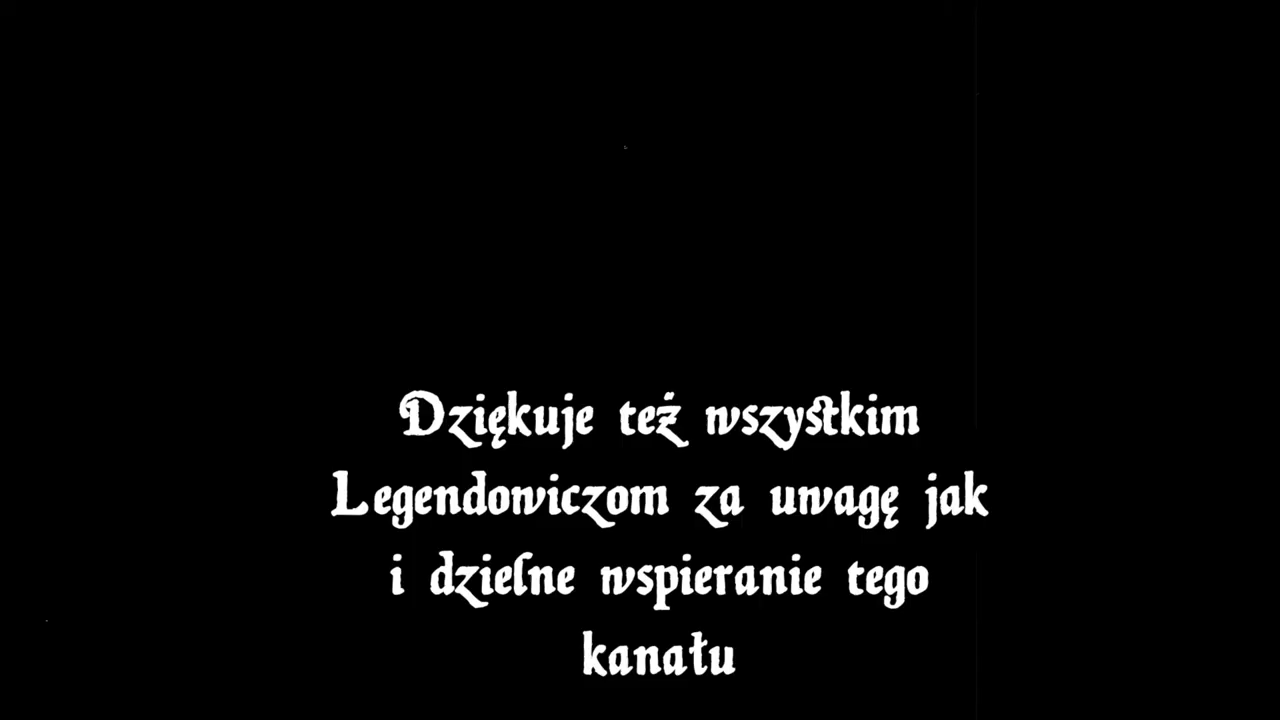 Dziękuje też wszystkim
Legendowiczom za uwagę jak
i dzielne wspieranie tego
kanału